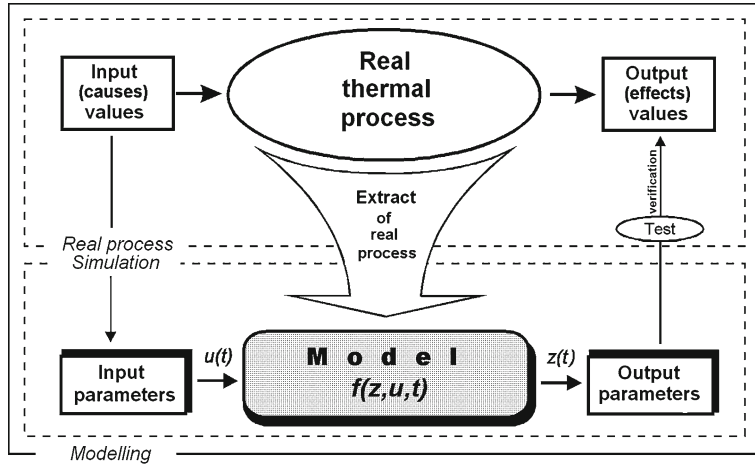 Input
(causes)
values
Real
thermal
process
Output
(effects)
values
Extract
of
real
process
verification
Test
Real process
Simulation
Input
parameters
u(t)
Model
f(z,u,t)
z(t)
Output
parameters
Modelling